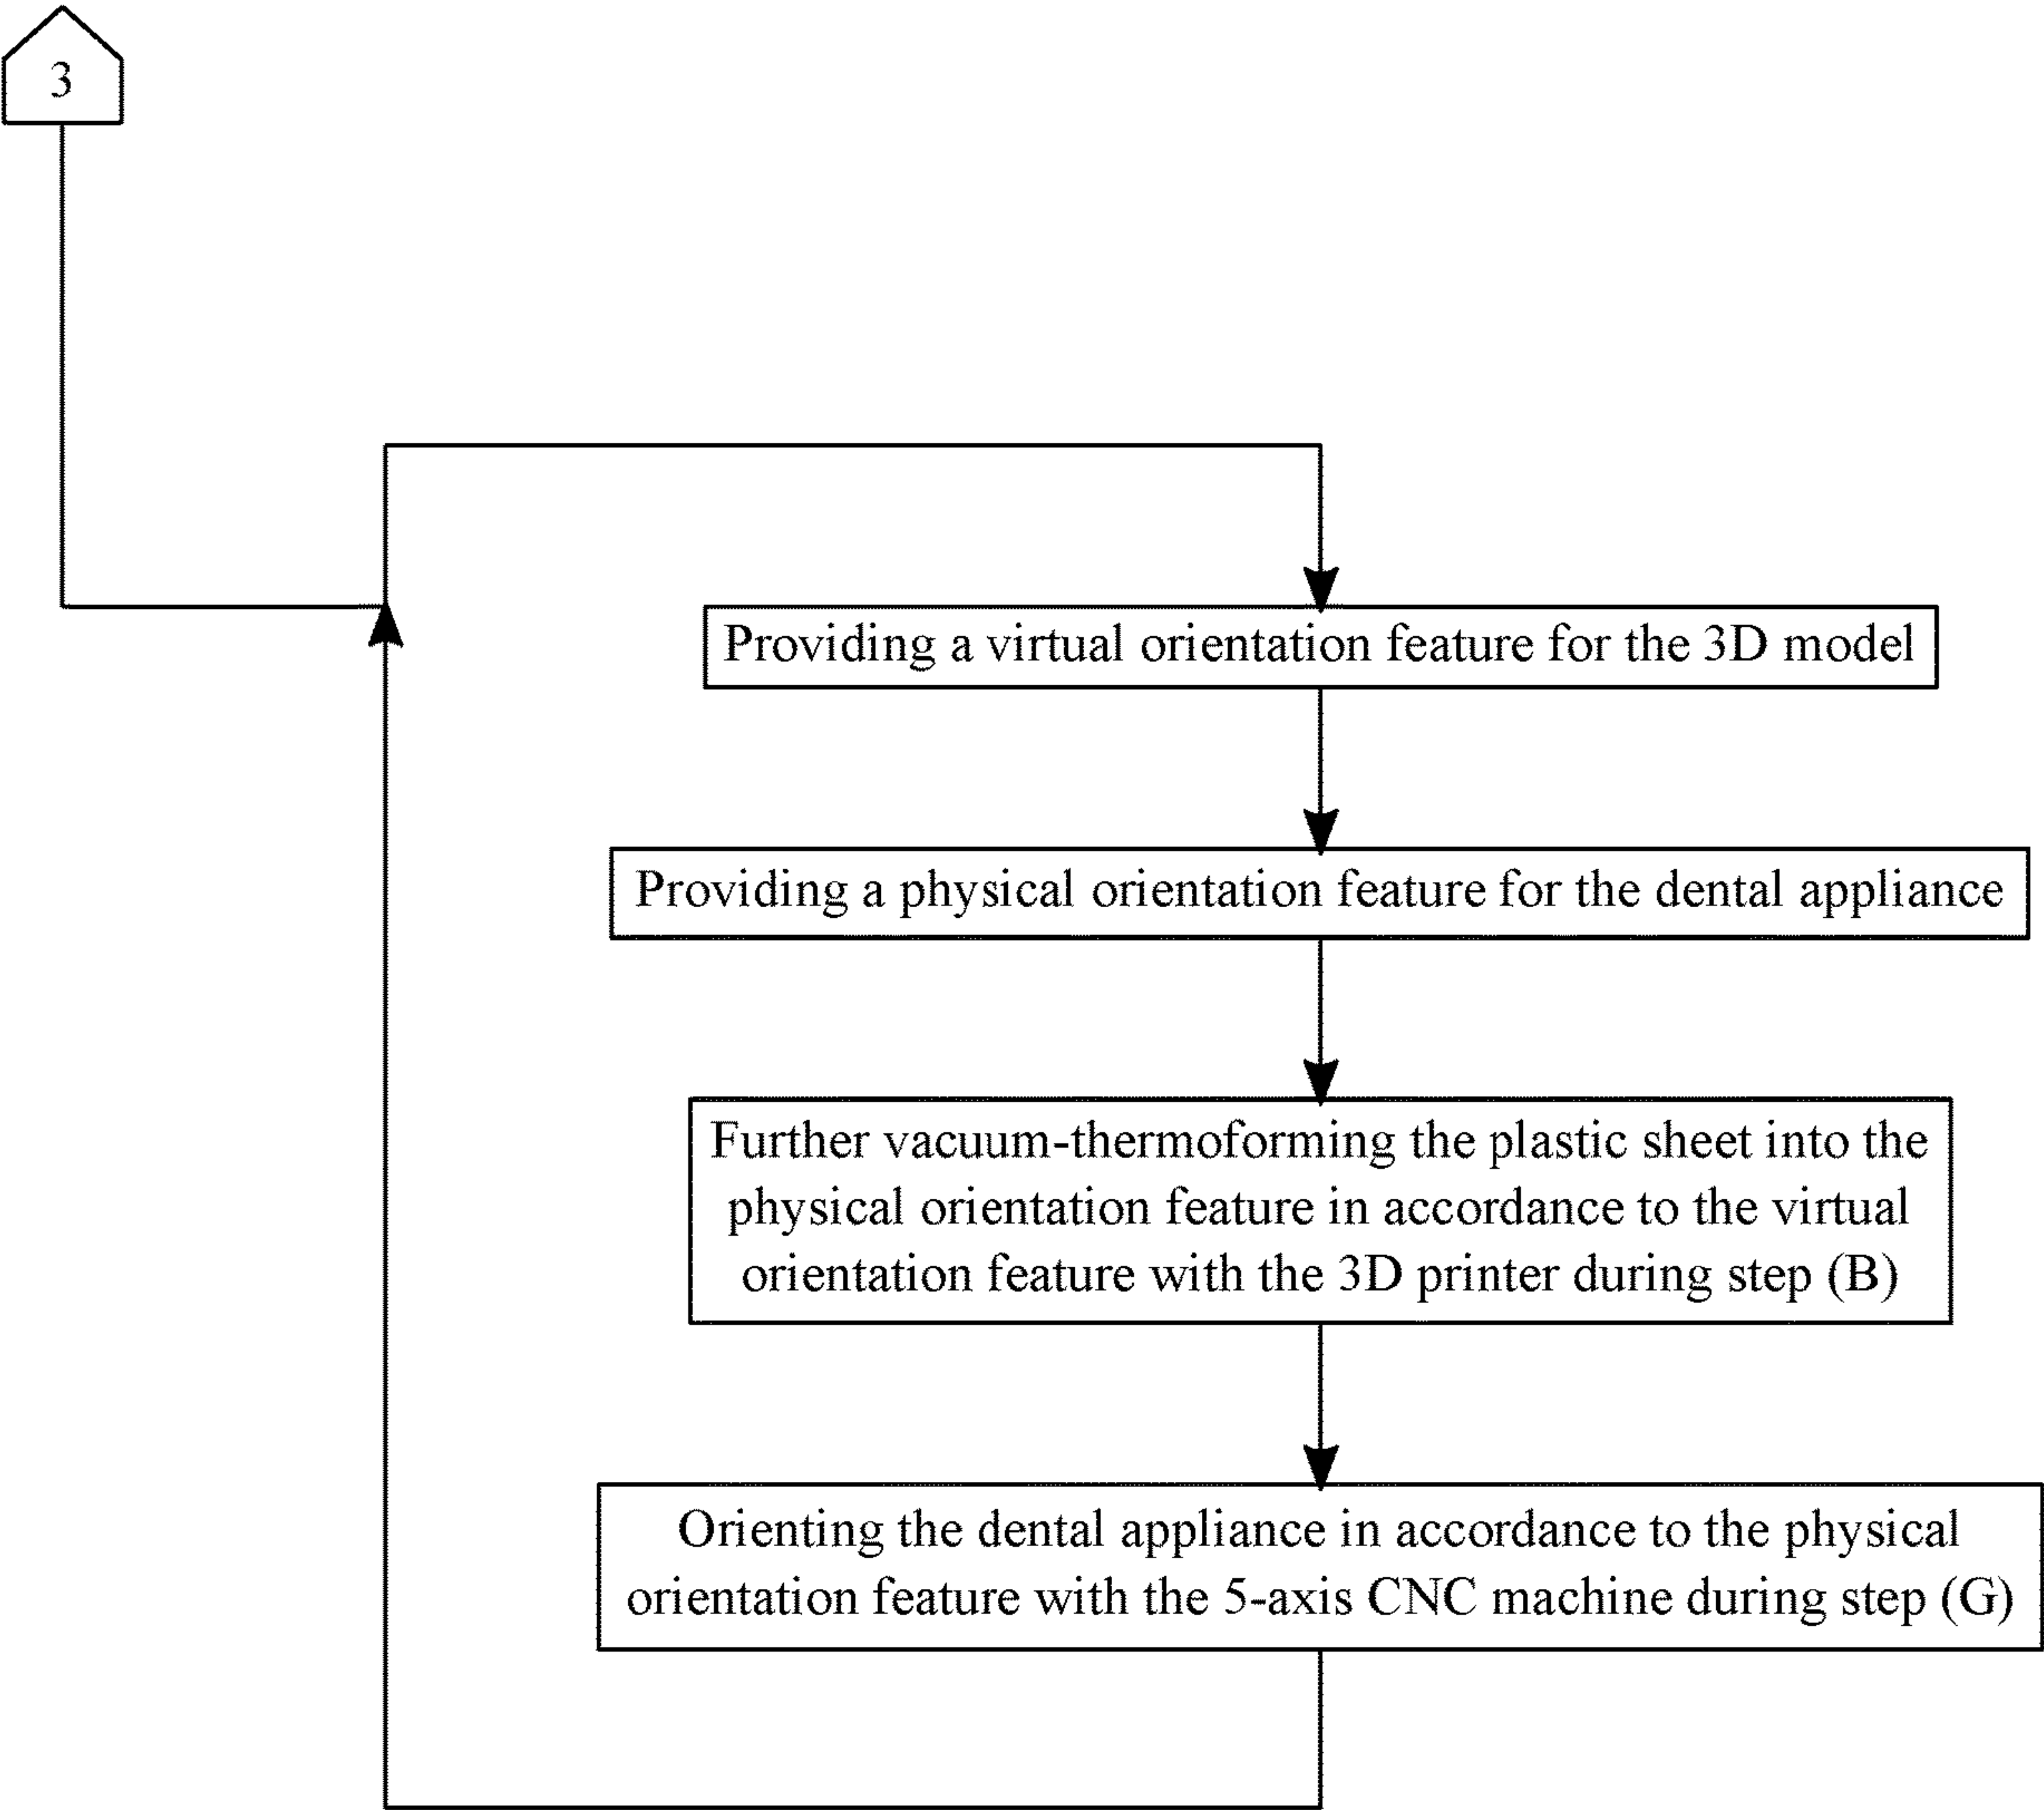 3
Providing a virtual orientation feature for the 3D model
Providing a physical orientation feature for the dental appliance
Further vacuum-thermoforming the plastic sheet into the
physical orientation feature in accordance to the virtual
orientation feature with the 3D printer during step (B)
Orienting the dental appliance in accordance to the physical
orientation feature with the 5-axis CNC machine during step (G)